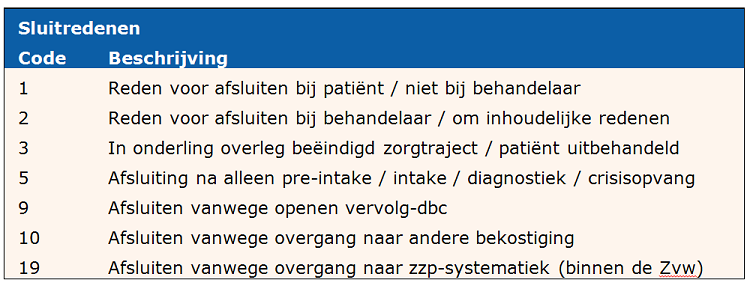 Sluitredenen
Code Beschrijving
1 Reden voor afsluiten bij patiënt / niet bij behandelaar
2 Reden voor afsluiten bij behandelaar / om inhoudelijke redenen
3 In onderling overleg beëindigd zorgtraject / patiënt uitbehandeld
5 Afsluiting na alleen pre-intake / intake / diagnostiek / crisisopvang
9 Afsluiten vanwege openen vervolg-dbc
10 Afsluiten vanwege overgang naar andere bekostiging
19 Afsluiten vanwege overgang naar zzp-systematiek (binnen de Zvw)